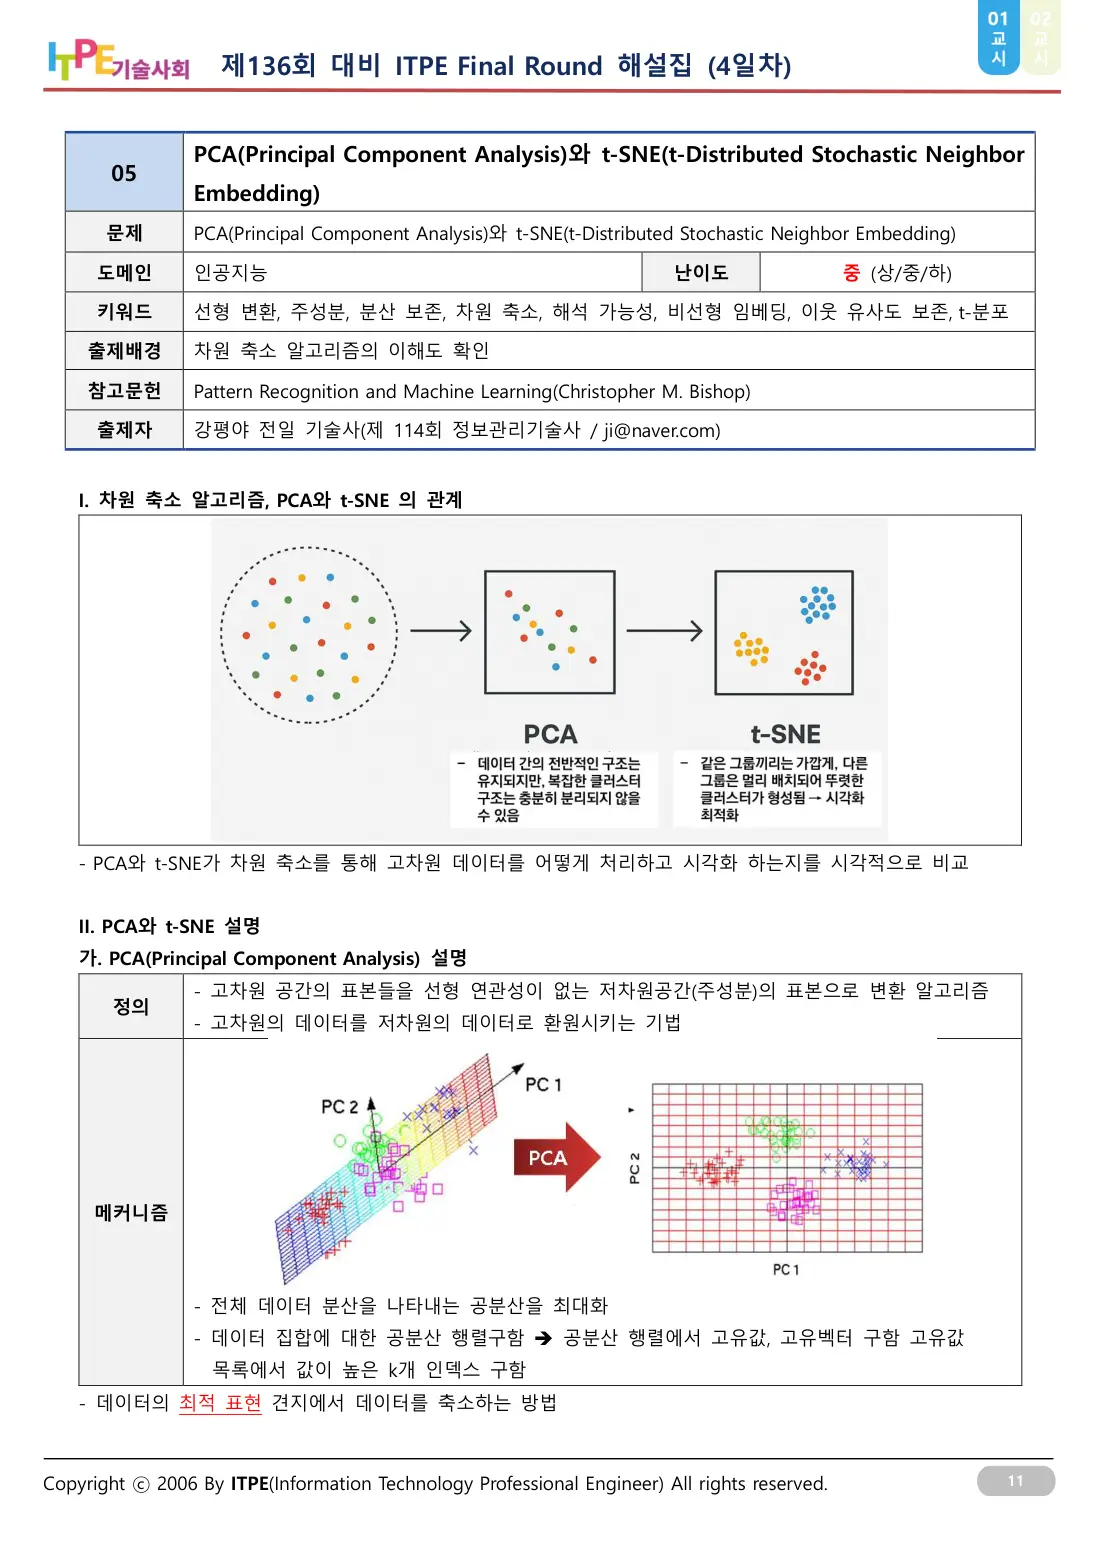 01
교
시
02
교
시
ITPE기술사회 제136회 대비 ITPE Final Round 해설집 (4일차)
05
PCA(Principal Component Analysis)와 t-SNE(t-Distributed Stochastic Neighbor
Embedding)
문제 PCA(Principal Component Analysis)와 t-SNE(t-Distributed Stochastic Neighbor Embedding)
도메인 인공지능 난이도 중 (상/중/하)
키워드 선형 변환, 주성분, 분산 보존, 차원 축소, 해석 가능성, 비선형 임베딩, 이웃 유사도 보존, t-분포
출제배경 차원 축소 알고리즘의 이해도 확인
참고문헌 Pattern Recognition and Machine Learning(Christopher M. Bishop)
출제자 강평야 전일 기술사(제 114회 정보관리기술사 / ji@naver.com)
I. 차원 축소 알고리즘, PCA와 t-SNE 의 관계
PCA
- 데이터 간의 전반적인 구조는
유지되지만, 복잡한 클러스터
구조는 충분히 분리되지 않을
수 있음
t-SNE
- 같은 그룹끼리는 가깝게, 다른
그룹은 멀리 배치되어 뚜렷한
클러스터가 형성됨 → 시각화
최적화
- PCA와 t-SNE가 차원 축소를 통해 고차원 데이터를 어떻게 처리하고 시각화 하는지를 시각적으로 비교
II. PCA와 t-SNE 설명
가. PCA(Principal Component Analysis) 설명
정의
- 고차원 공간의 표본들을 선형 연관성이 없는 저차원공간(주성분)의 표본으로 변환 알고리즘
- 고차원의 데이터를 저차원의 데이터로 환원시키는 기법
메커니즘
PC 1
PC 2
PCA
PC 2
PC 1
- 전체 데이터 분산을 나타내는 공분산을 최대화
- 데이터 집합에 대한 공분산 행렬구함 ➔ 공분산 행렬에서 고유값, 고유벡터 구함 고유값
목록에서 값이 높은 k개 인덱스 구함
- 데이터의 최적 표현 견지에서 데이터를 축소하는 방법
Copyright ⓒ 2006 By ITPE(Information Technology Professional Engineer) All rights reserved.
11